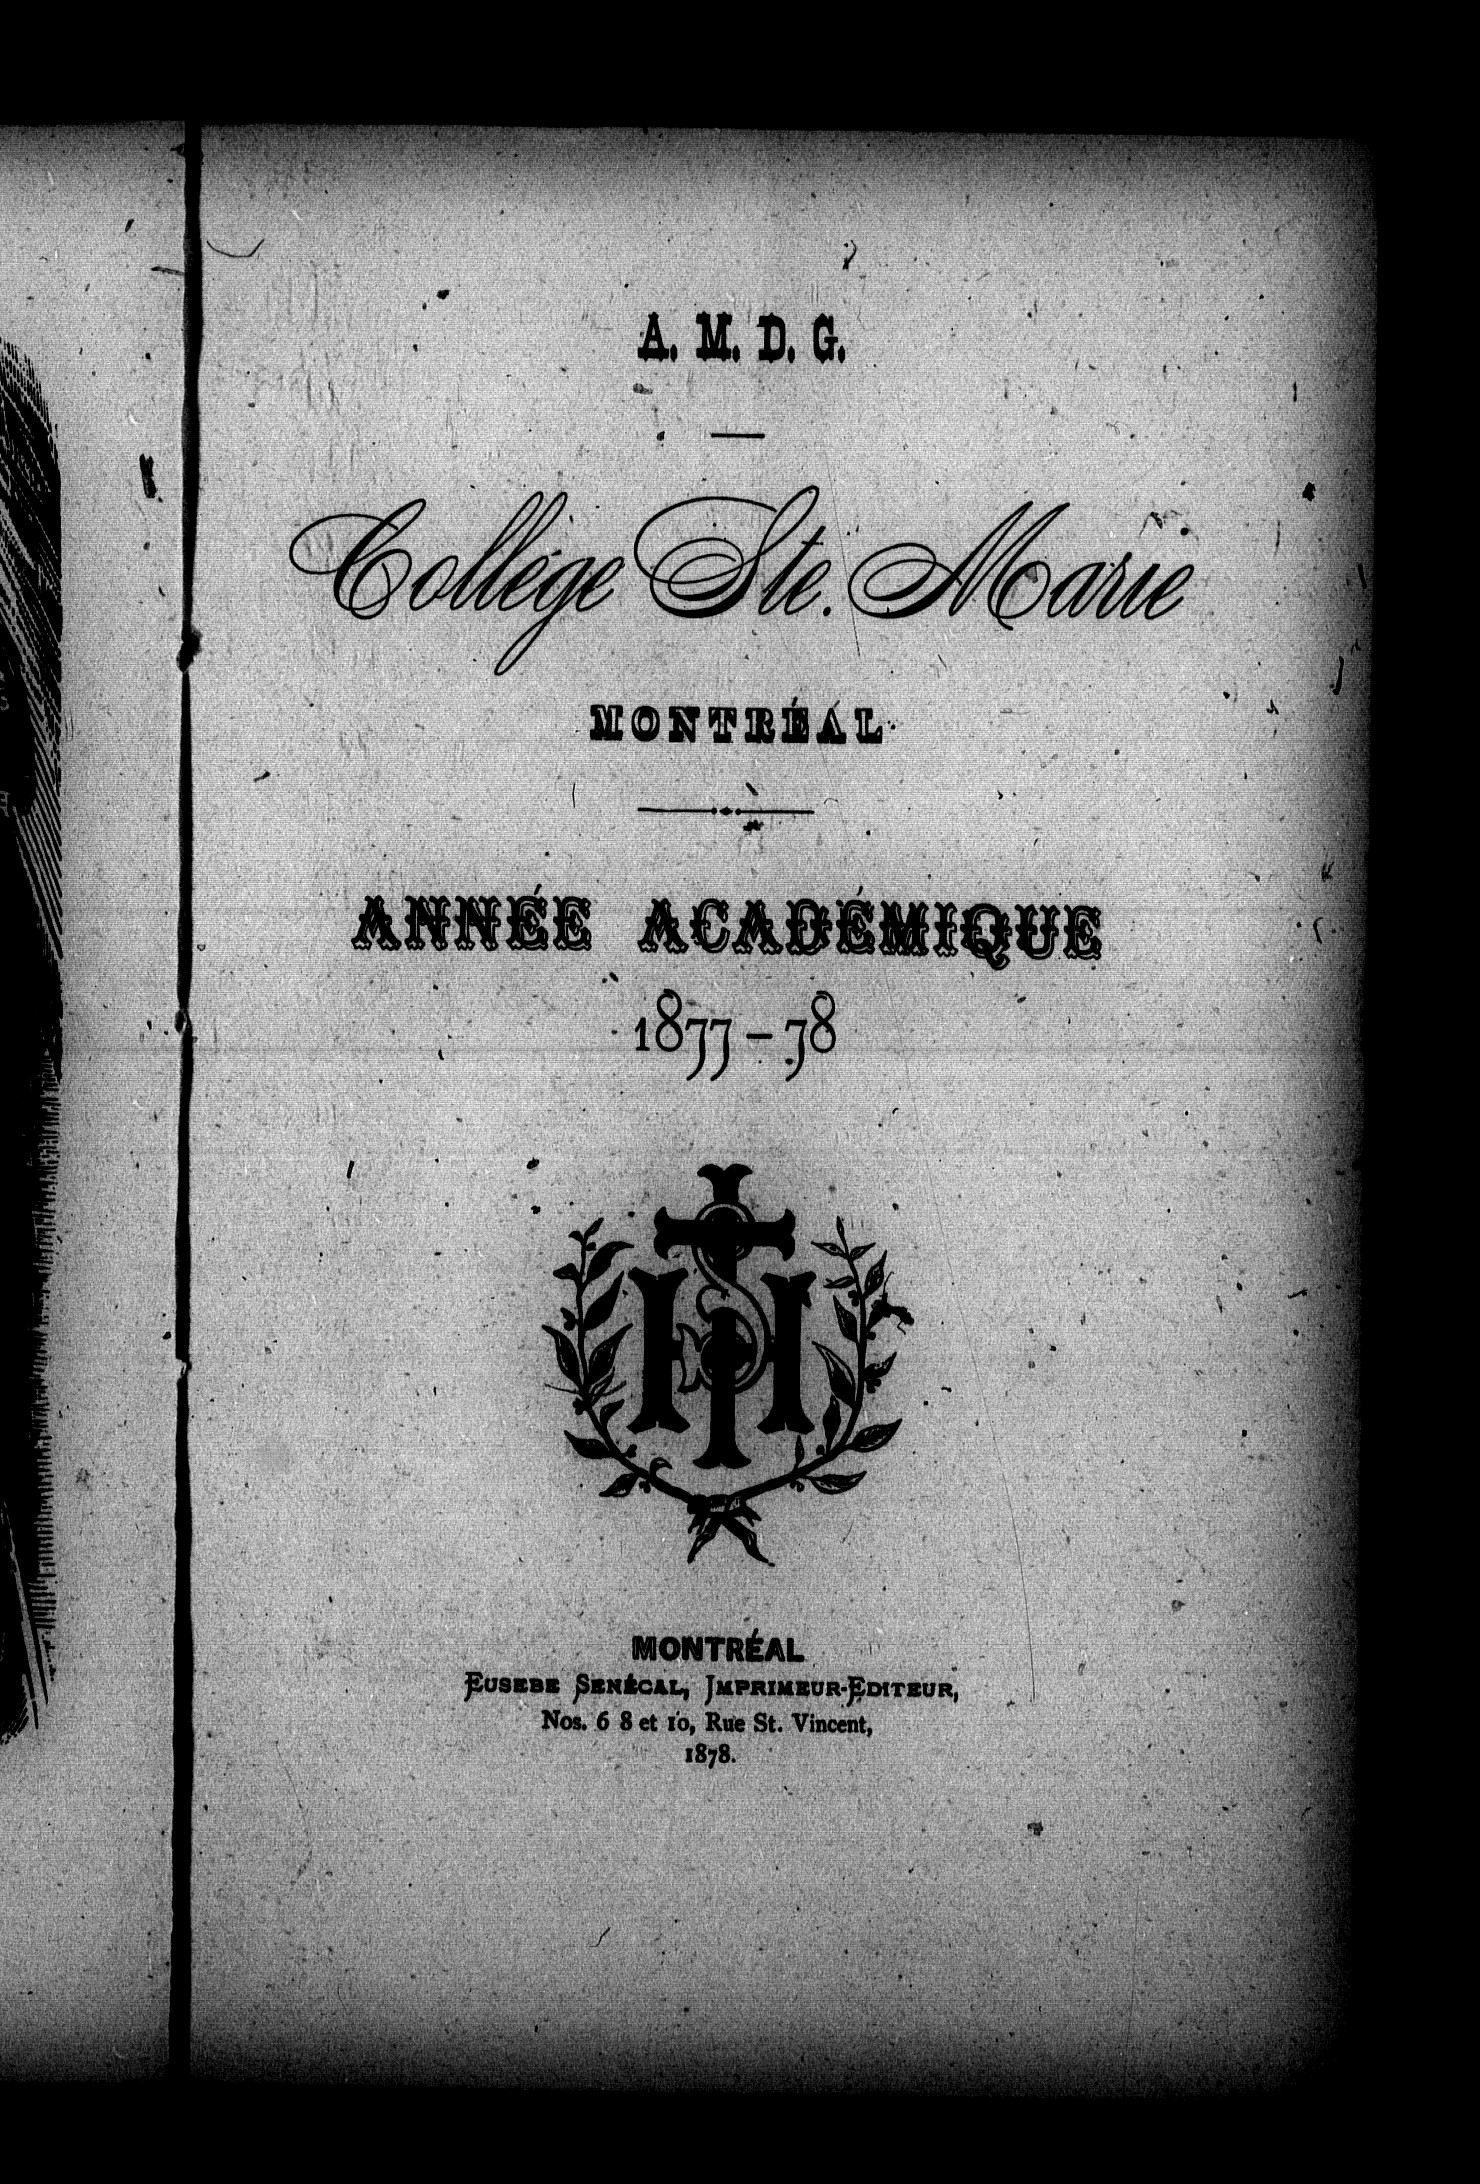 A. M. D. G.
Collége Ste. Marie
MONTRÉAL
ANNÉE ACADÉMIQUE
1877-78
IHS
MONTRÉAL
EUSEBE SENÉCAL, IMPRIMEUR-EDITEUR,
Nos. 6 8 et 10, Rue St. Vincent,
1878.